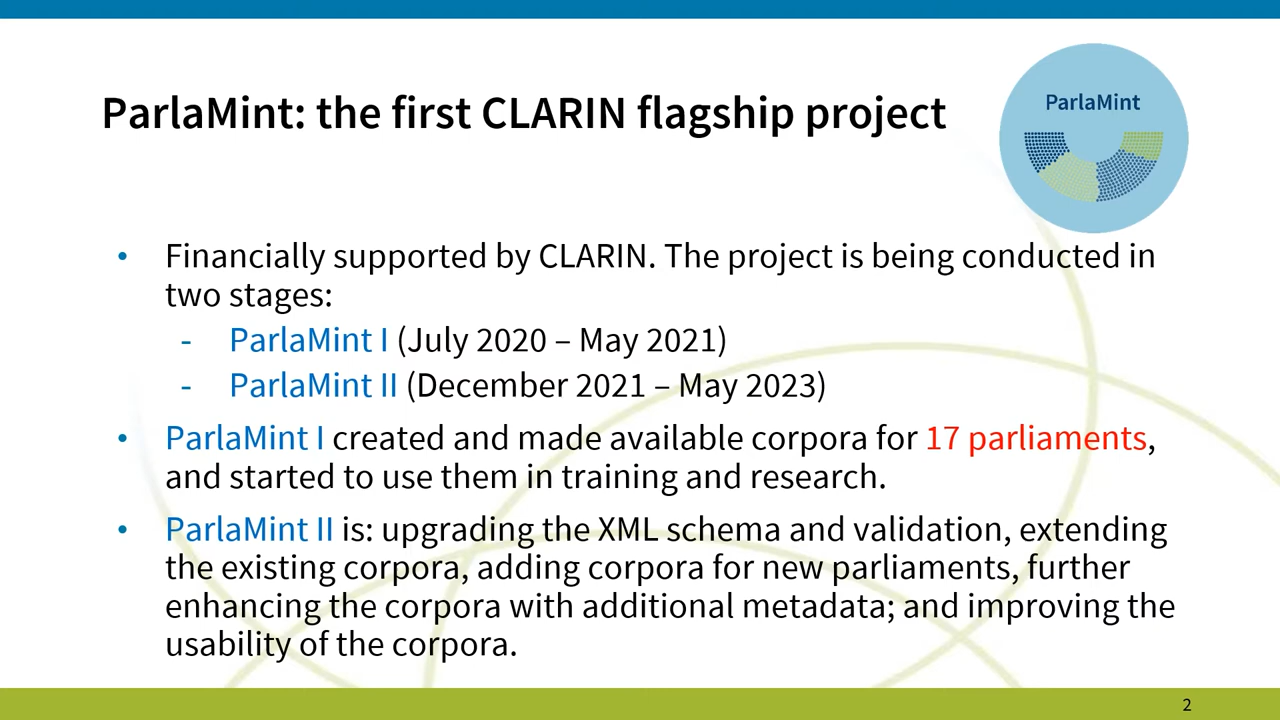 ParlaMint: the first CLARIN flagship project
ParlaMint
• Financially supported by CLARIN. The project is being conducted in
two stages:
- ParlaMint I (July 2020 – May 2021)
- ParlaMint II (December 2021 – May 2023)
• ParlaMint I created and made available corpora for 17 parliaments,
and started to use them in training and research.
• ParlaMint II is: upgrading the XML schema and validation, extending
the existing corpora, adding corpora for new parliaments, further
enhancing the corpora with additional metadata; and improving the
usability of the corpora.
2